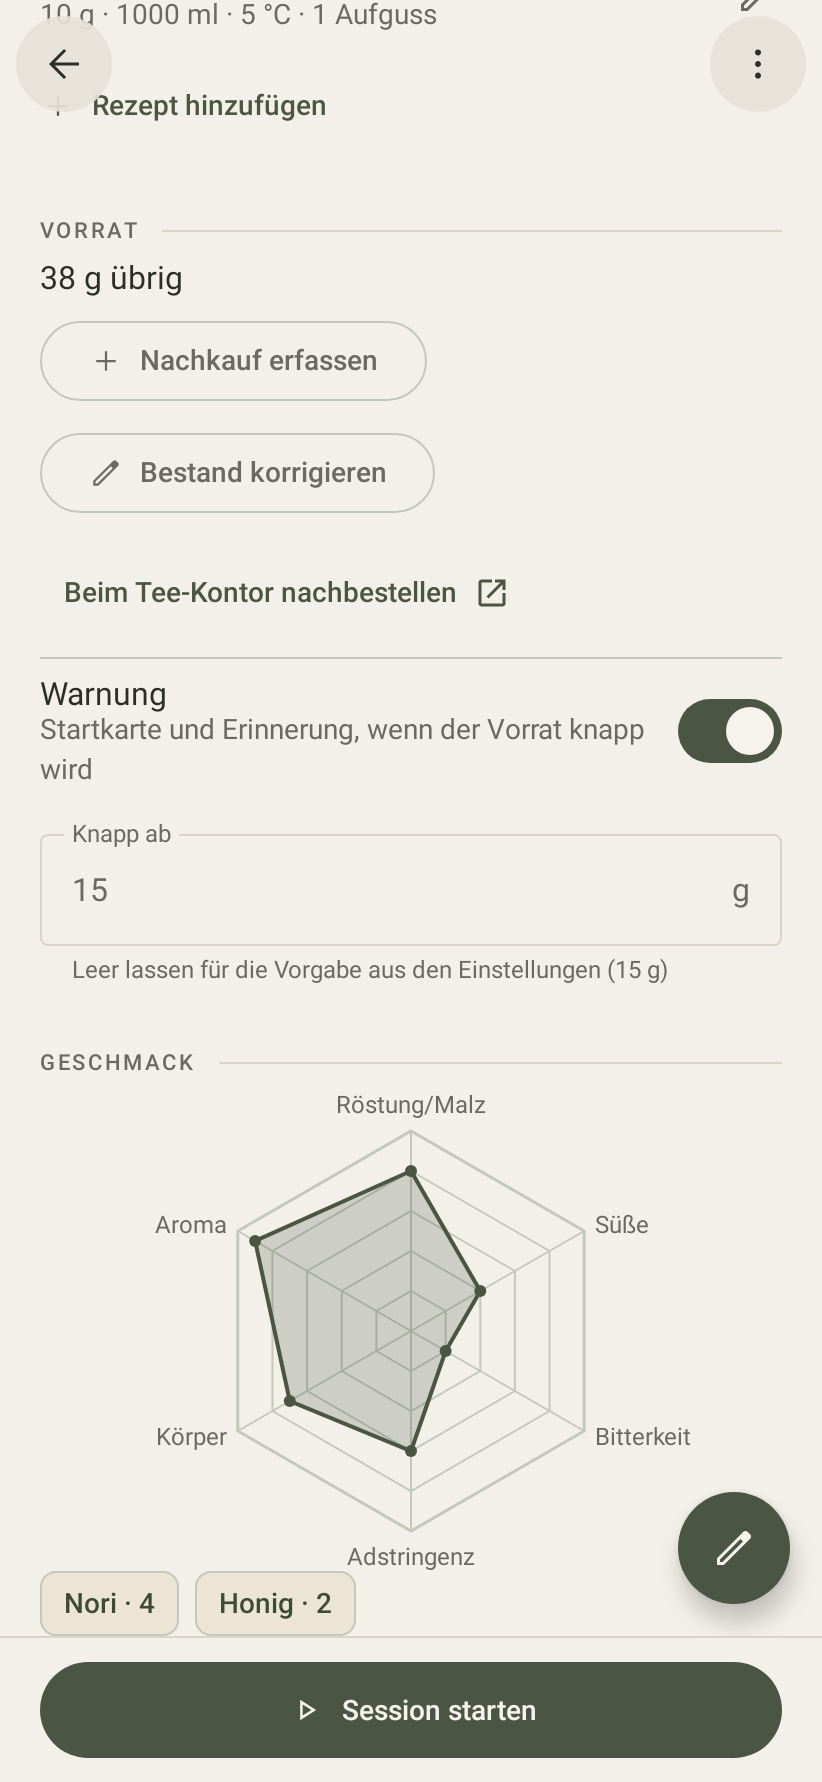 10 g · 1000 ml · 5 °C · 1 Aufguss
Rezept hinzufügen
VORRAT
38 g übrig
Nachkauf erfassen
Bestand korrigieren
Beim Tee-Kontor nachbestellen
Warnung
Startkarte und Erinnerung, wenn der Vorrat knapp
wird
Knapp ab
15 g
Leer lassen für die Vorgabe aus den Einstellungen (15 g)
GESCHMACK
Röstung/Malz
Aroma
Süße
Körper
Bitterkeit
Adstringenz
Nori · 4
Honig · 2
Session starten